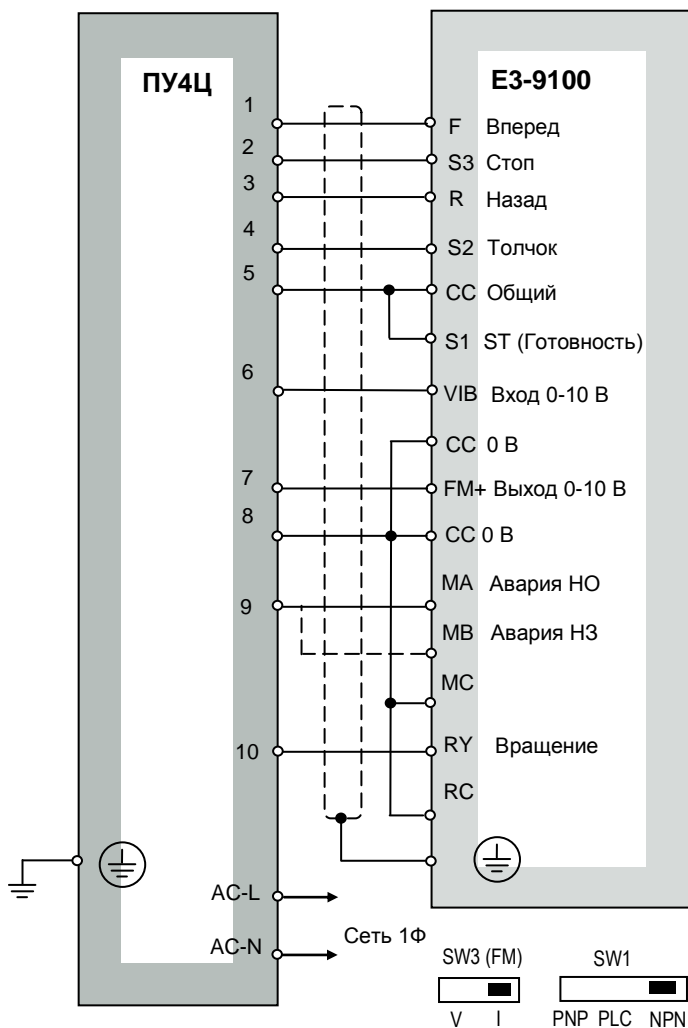 ПУ4Ц
Е3-9100
1
F Вперед
2
S3 Стоп
3
R Назад
4
S2 Толчок
5
CC Общий
S1 ST (Готовность)
6
VIB Вход 0-10 В
CC 0 В
7
FM+ Выход 0-10 В
8
CC 0 В
MA Авария НО
9
MB Авария НЗ
MC
10
RY Вращение
RC
AC-L
Сеть 1Ф
AC-N
SW3 (FM)
SW1
V I
PNP PLC NPN